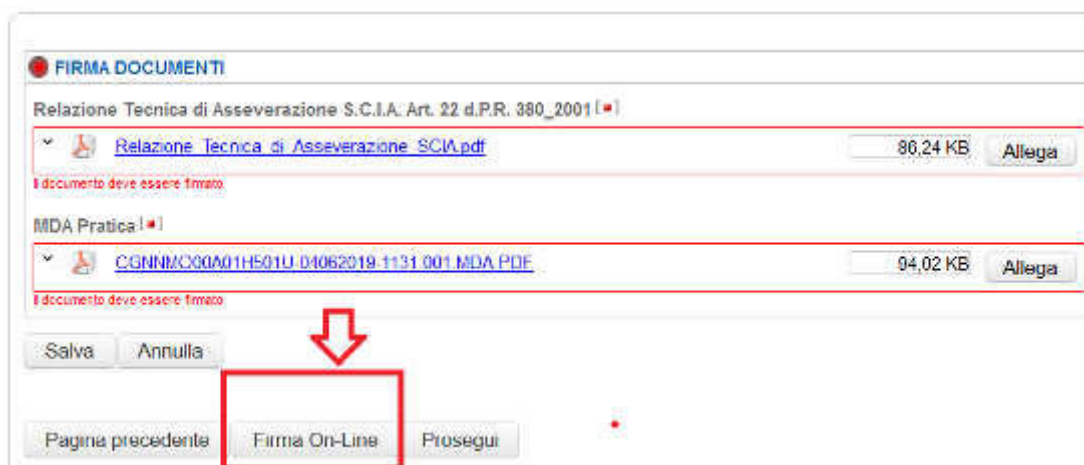 FIRMA DOCUMENTI
Relazione Tecnica di Asseverazione S.C.I.A. Art. 22 d.P.R. 380_2001
Relazione_Tecnica_di_Asseverazione_SCIA.pdf 86,24 KB Allega
Il documento deve essere firmato
MDA Pratica
CGNNMO00A01H501U-04062019-1131.001.MDA.PDF 94,02 KB Allega
Il documento deve essere firmato
Salva Annulla
Pagina precedente Firma On-Line Prosegui